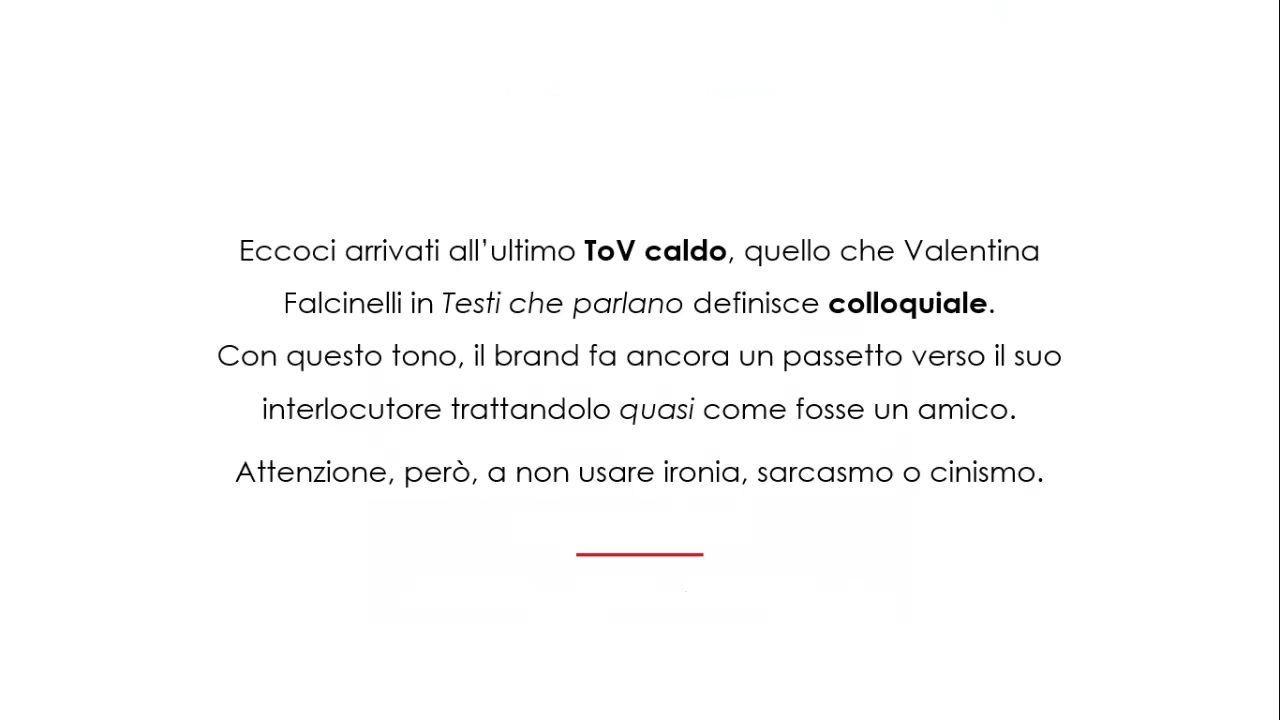 Eccoci arrivati all’ultimo ToV caldo, quello che Valentina
Falcinelli in Testi che parlano definisce colloquiale.
Con questo tono, il brand fa ancora un passetto verso il suo
interlocutore trattandolo quasi come fosse un amico.
Attenzione, però, a non usare ironia, sarcasmo o cinismo.